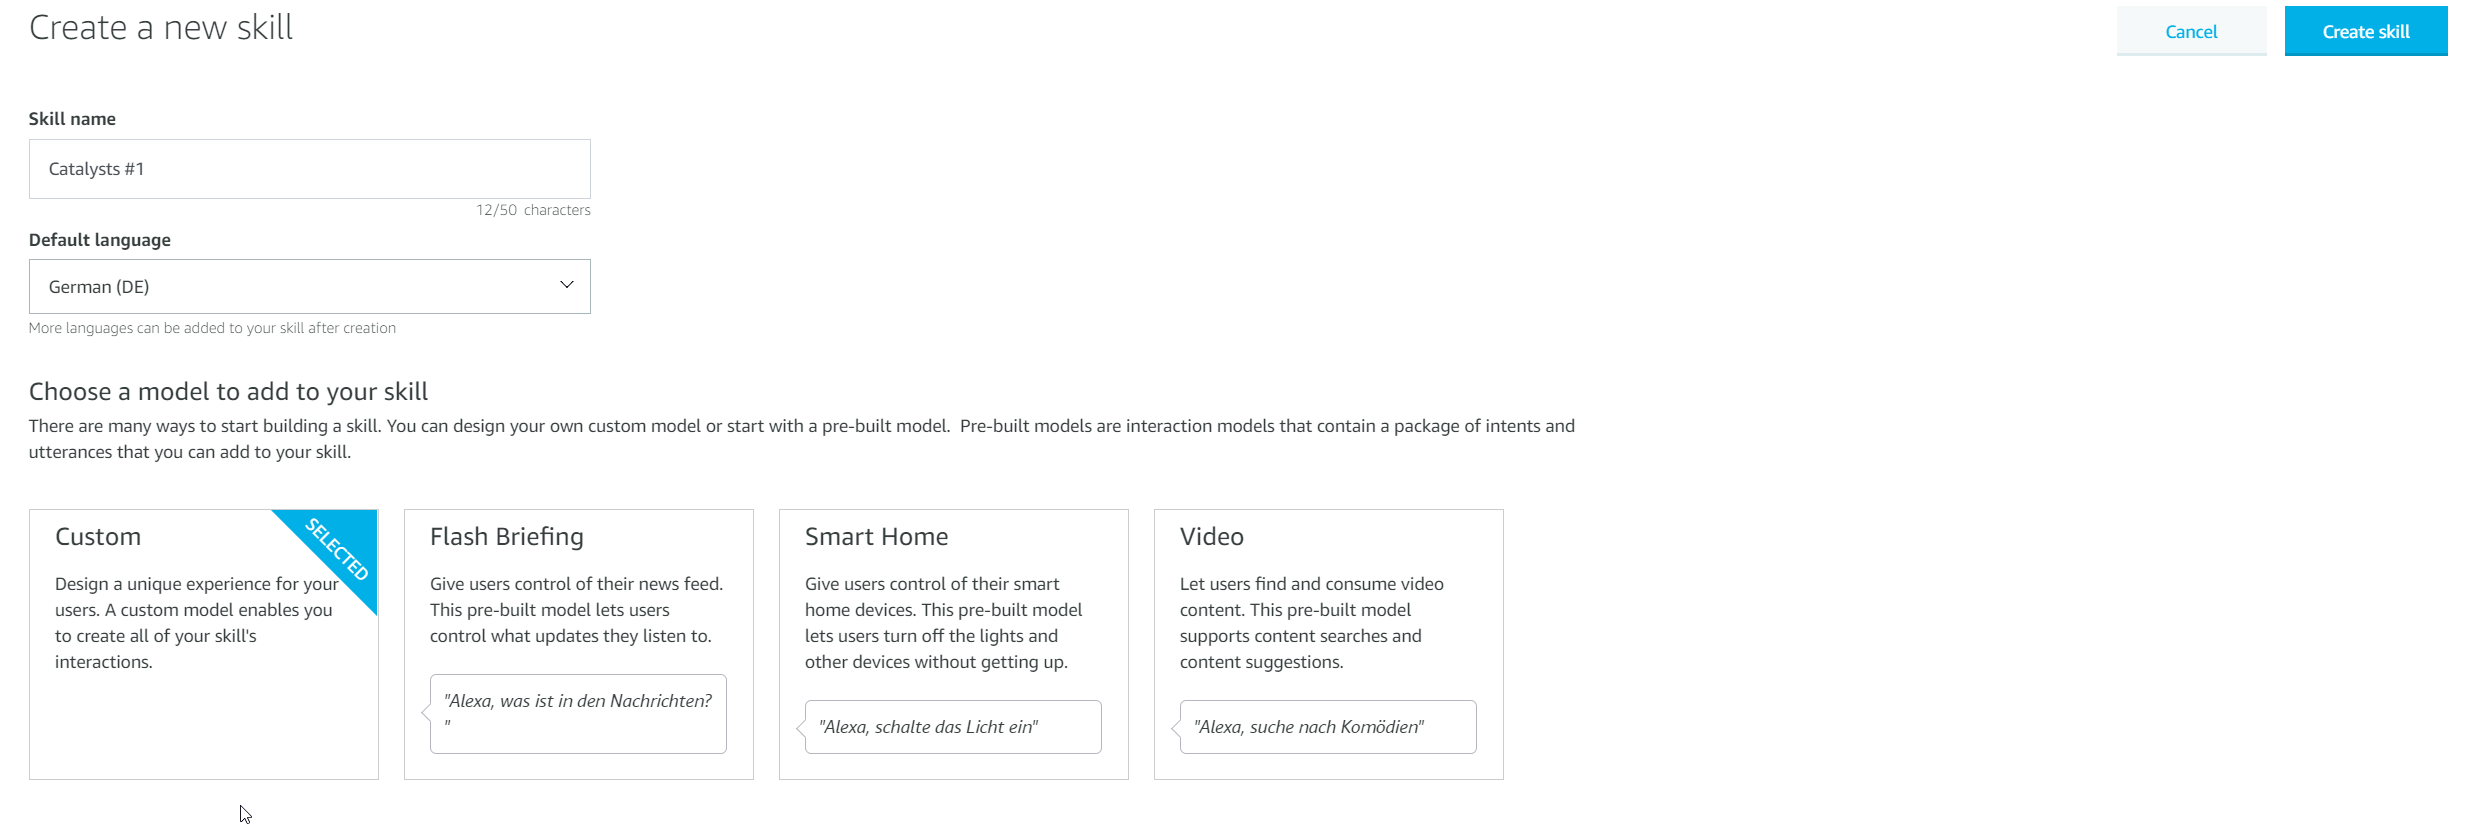 Create a new skill
Cancel
Create skill
Skill name
Catalysts #1
12/50 characters
Default language
German (DE)
More languages can be added to your skill after creation
Choose a model to add to your skill
There are many ways to start building a skill. You can design your own custom model or start with a pre-built model. Pre-built models are interaction models that contain a package of intents and
utterances that you can add to your skill.
Custom
SELECTED
Design a unique experience for your
users. A custom model enables you
to create all of your skill's
interactions.
Flash Briefing
Give users control of their news feed.
This pre-built model lets users
control what updates they listen to.
"Alexa, was ist in den Nachrichten?
"
Smart Home
Give users control of their smart
home devices. This pre-built model
lets users turn off the lights and
other devices without getting up.
"Alexa, schalte das Licht ein"
Video
Let users find and consume video
content. This pre-built model
supports content searches and
content suggestions.
"Alexa, suche nach Komödien"